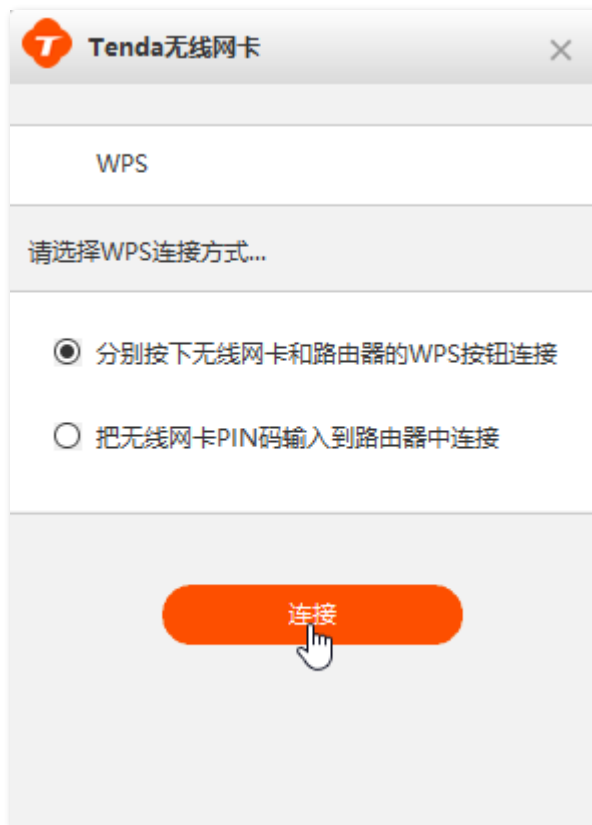 Tenda无线网卡
WPS
请选择WPS连接方式...
分别按下无线网卡和路由器的WPS按钮连接
把无线网卡PIN码输入到路由器中连接
连接